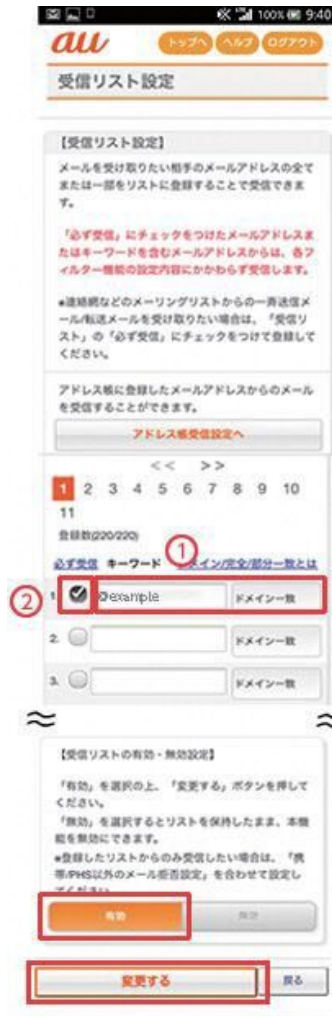 100% 9:40
au トップへ ヘルプ ログアウト
受信リスト設定
【受信リスト設定】
メールを受け取りたい相手のメールアドレスの全て
または一部をリストに登録することで受信できま
す。
「必ず受信」にチェックをつけたメールアドレスま
たはキーワードを含むメールアドレスからは、各フ
ィルター機能の設定内容にかかわらず受信します。
●連絡網などのメーリングリストからの一斉送信メ
ール/転送メールを受け取りたい場合は、「受信リ
スト」の「必ず受信」にチェックをつけて登録して
ください。
アドレス帳に登録したメールアドレスからのメール
を受信することができます。
アドレス帳受信設定へ
<< >>
1 2 3 4 5 6 7 8 9 10
11
登録数(220/220)
①
必ず受信 キーワード メイン/完全/部分一致とは
② 1. @example ドメイン一致
2. ドメイン一致
3. ドメイン一致
≈ ≈
【受信リストの有効・無効設定】
「有効」を選択の上、「変更する」ボタンを押して
ください。
「無効」を選択するとリストを保持したまま、本機
能を無効にできます。
●登録したリストからのみ受信したい場合は、「携
帯/PHS以外のメール拒否設定」を合わせて設定し
てください
有効 無効
変更する 戻る